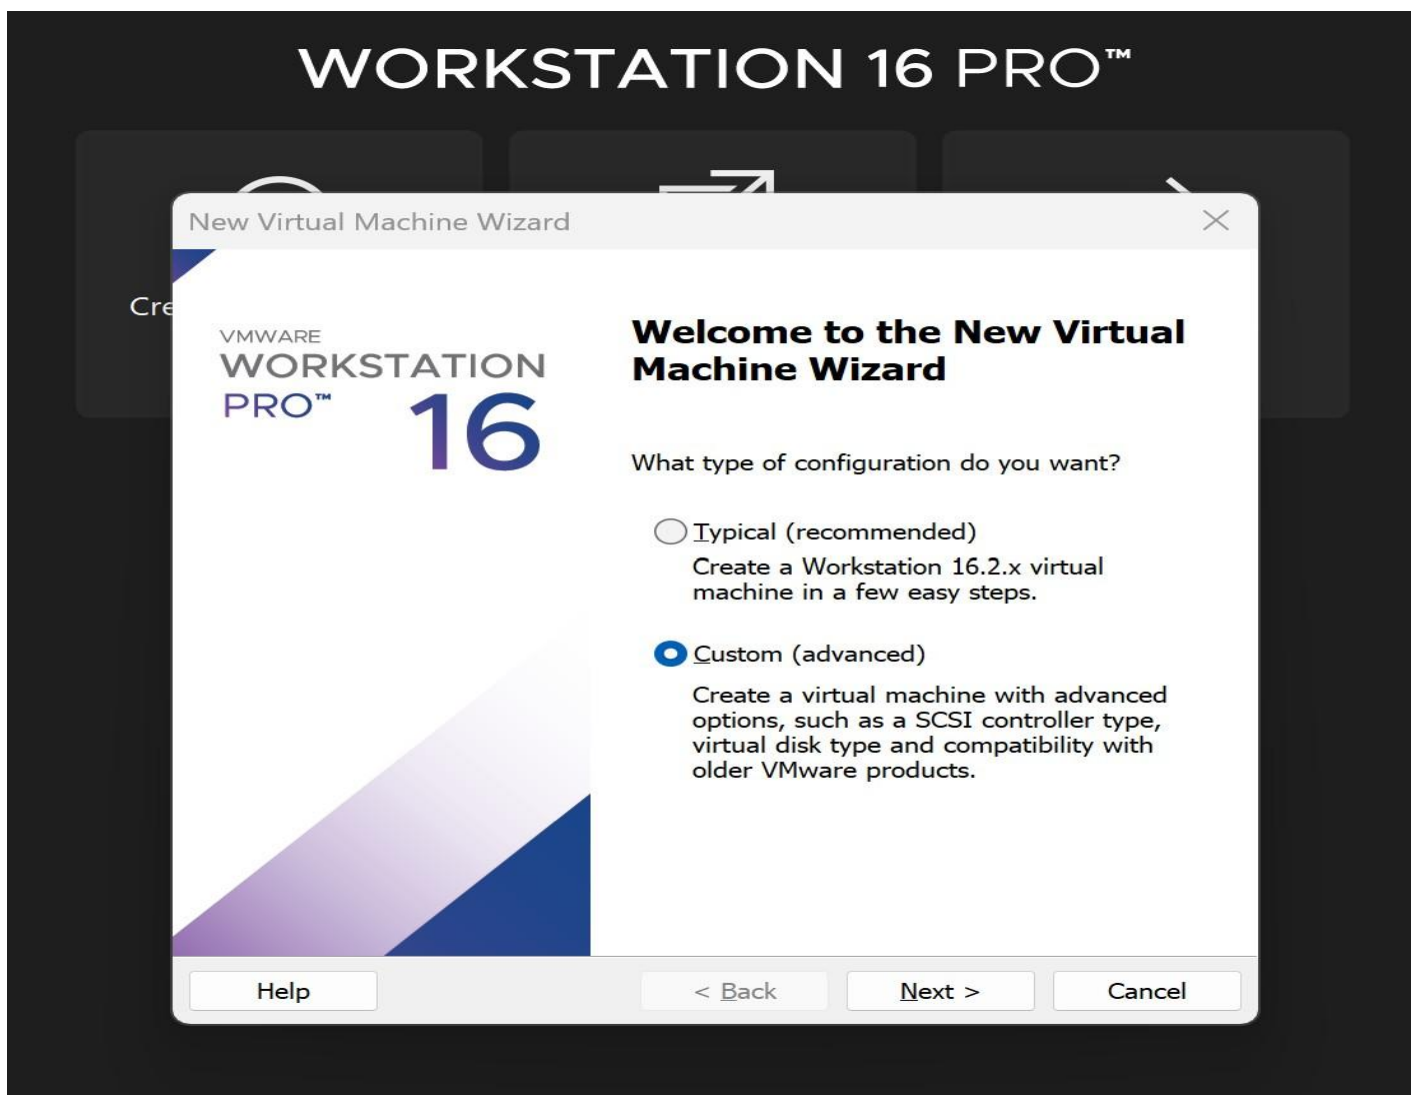 WORKSTATION 16 PRO™
New Virtual Machine Wizard
Cre
VMWARE
WORKSTATION
PRO™ 16
Welcome to the New Virtual
Machine Wizard
What type of configuration do you want?
Typical (recommended)
Create a Workstation 16.2.x virtual
machine in a few easy steps.
Custom (advanced)
Create a virtual machine with advanced
options, such as a SCSI controller type,
virtual disk type and compatibility with
older VMware products.
Help
< Back
Next >
Cancel